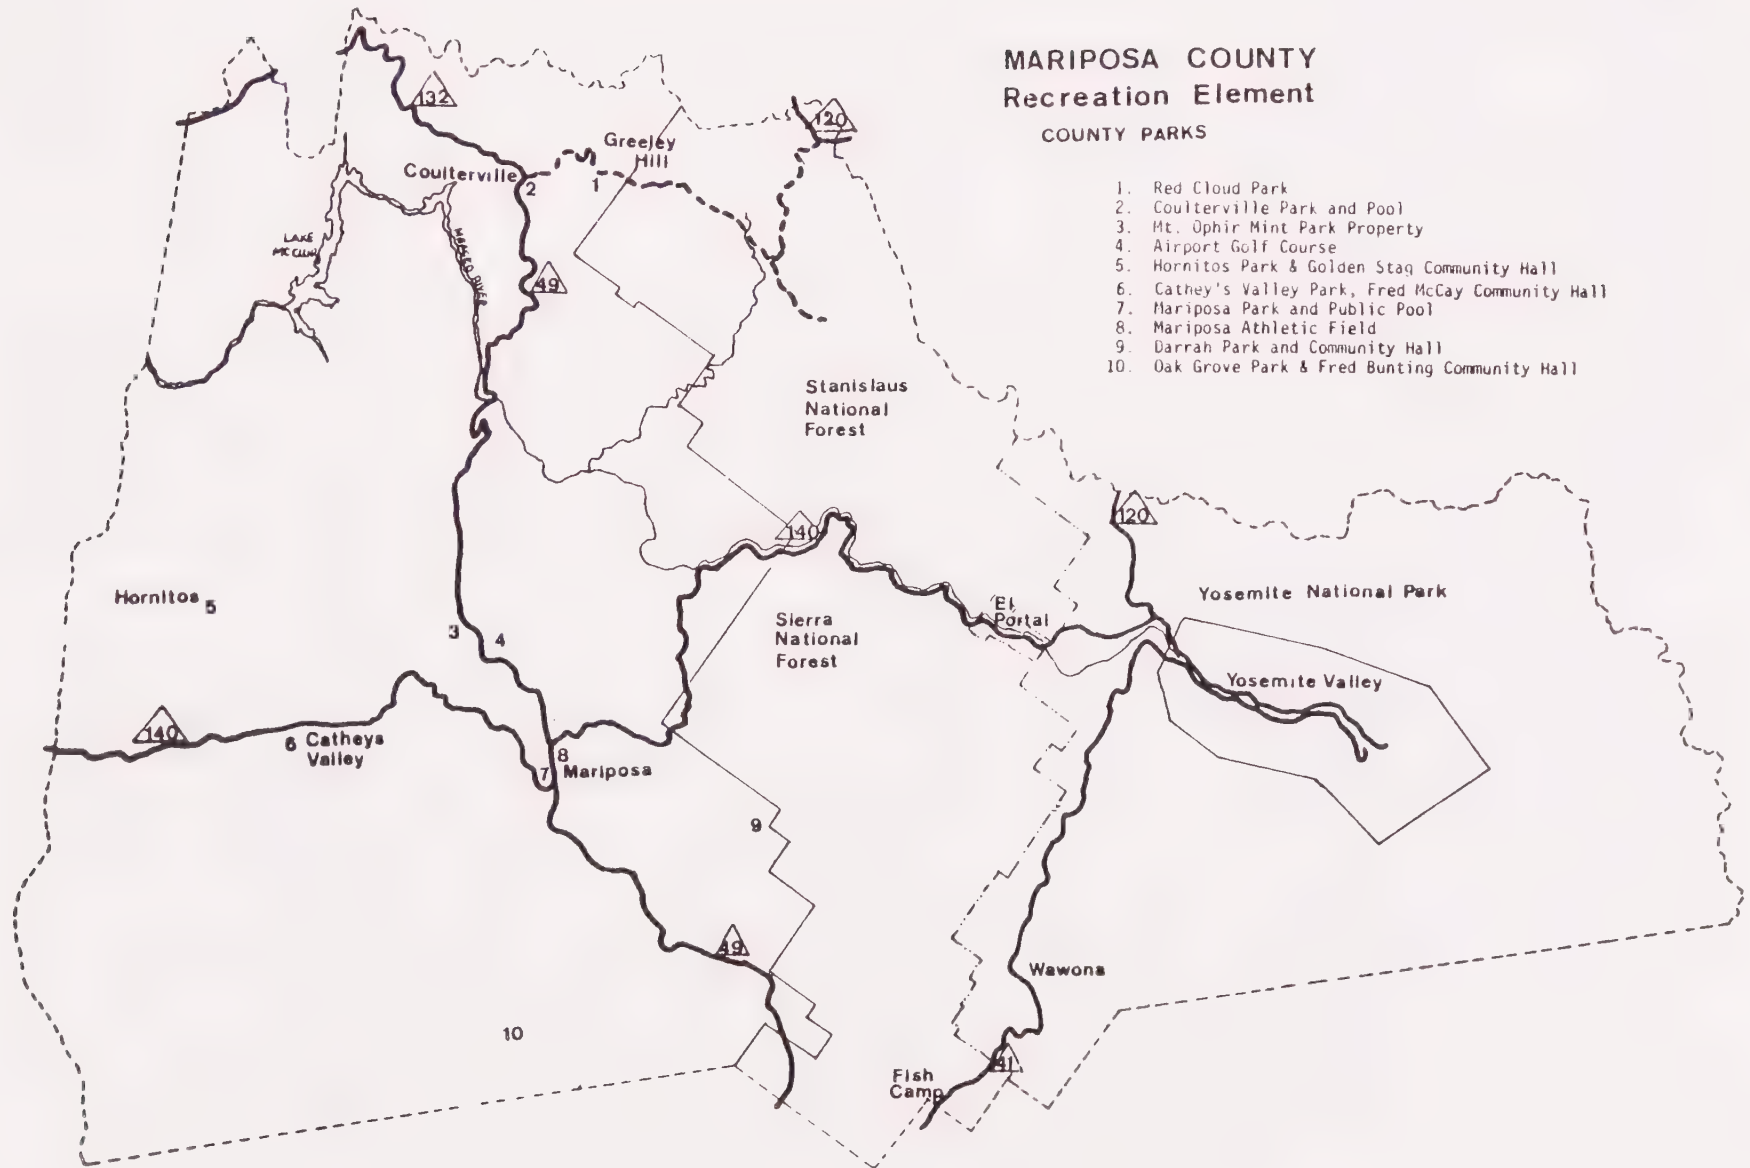 MARIPOSA COUNTY
Recreation Element
COUNTY PARKS
1. Red Cloud Park
2. Coulterville Park and Pool
3. Mt. Ophir Mint Park Property
4. Airport Golf Course
5. Hornitos Park & Golden Stag Community Hall
6. Cathey's Valley Park, Fred McCay Community Hall
7. Mariposa Park and Public Pool
8. Mariposa Athletic Field
9. Darrah Park and Community Hall
10. Oak Grove Park & Fred Bunting Community Hall
132
120
Greeley
Hill
Coulterville
2
1
LAKE
MERCED RIVER
49
Stanislaus
National
Forest
140
120
Hornitos
5
El
Portal
Yosemite National Park
3
4
Sierra
National
Forest
Yosemite Valley
140
6 Catheys
Valley
8
7
Mariposa
9
49
Wawona
10
41
Fish
Camp